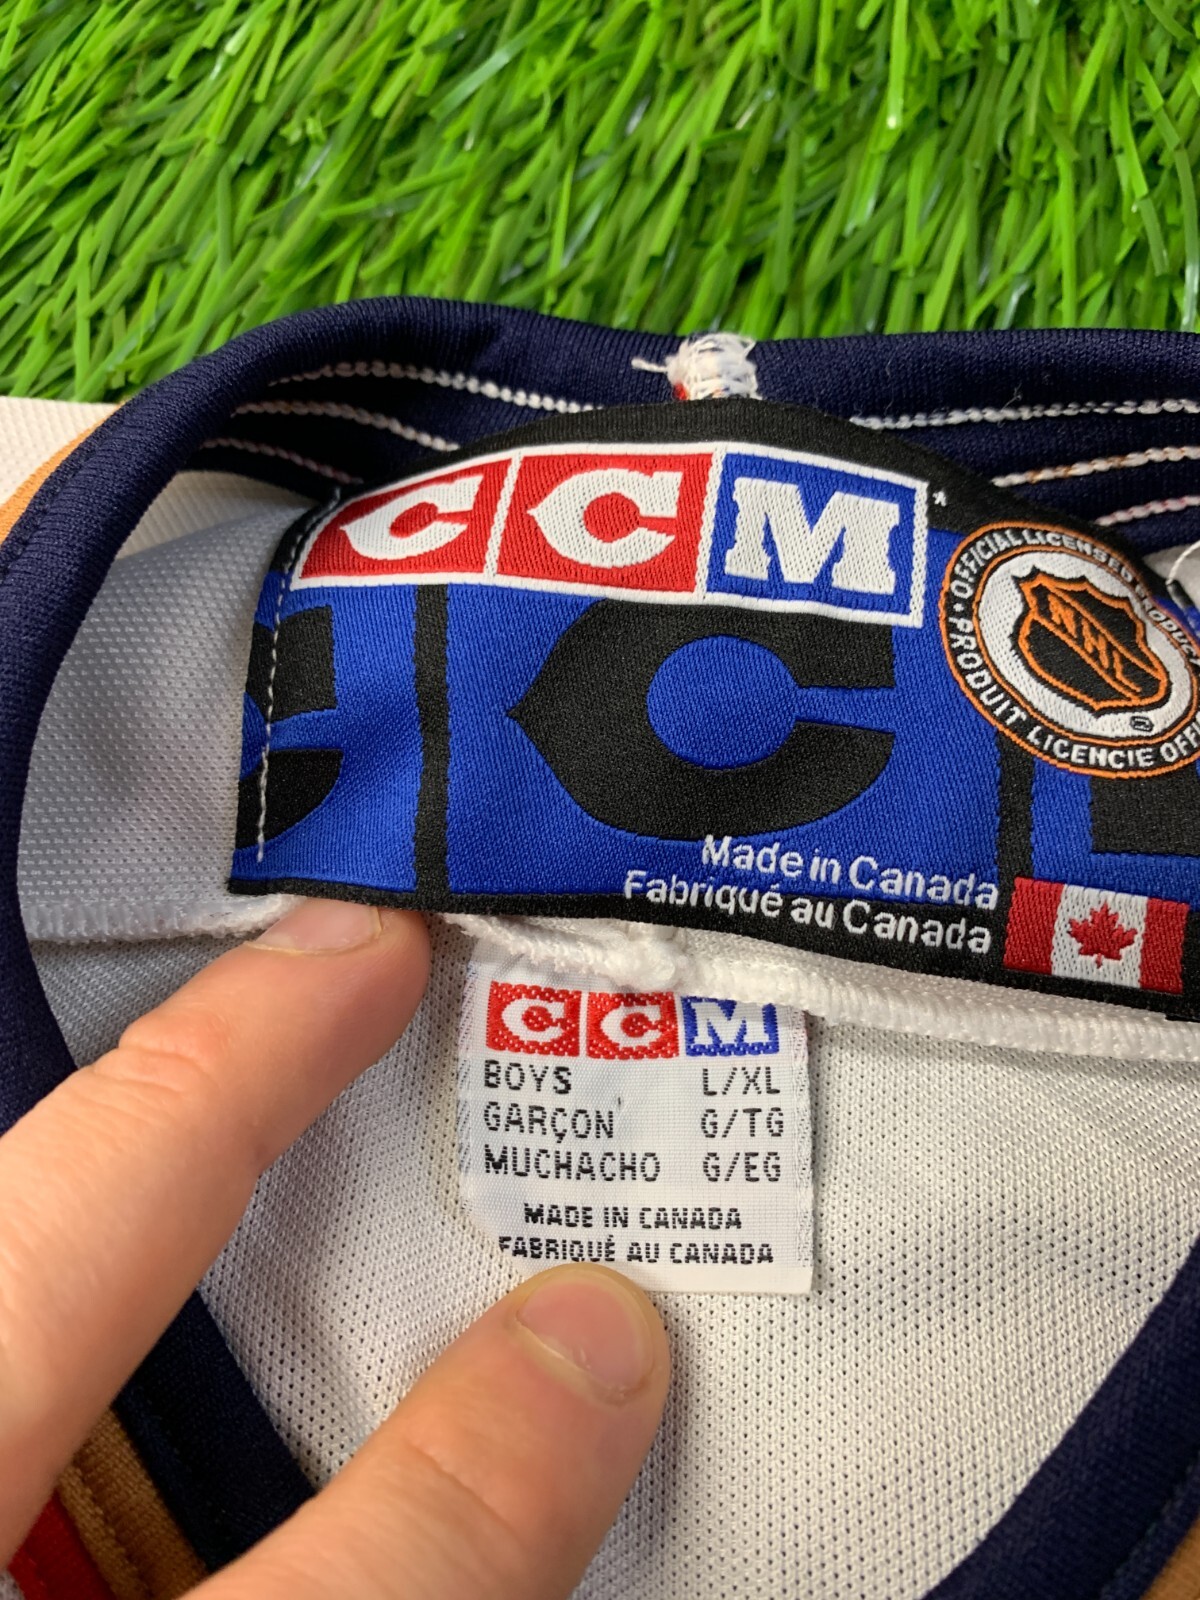 CCM
OFFICIAL LICENSED PRODUCT
NHL
PRODUIT LICENCIE
Made in Canada
Fabriqué au Canada
CCM
BOYS L/XL
GARÇON G/TG
MUCHACHO G/EG
MADE IN CANADA
FABRIQUÉ AU CANADA